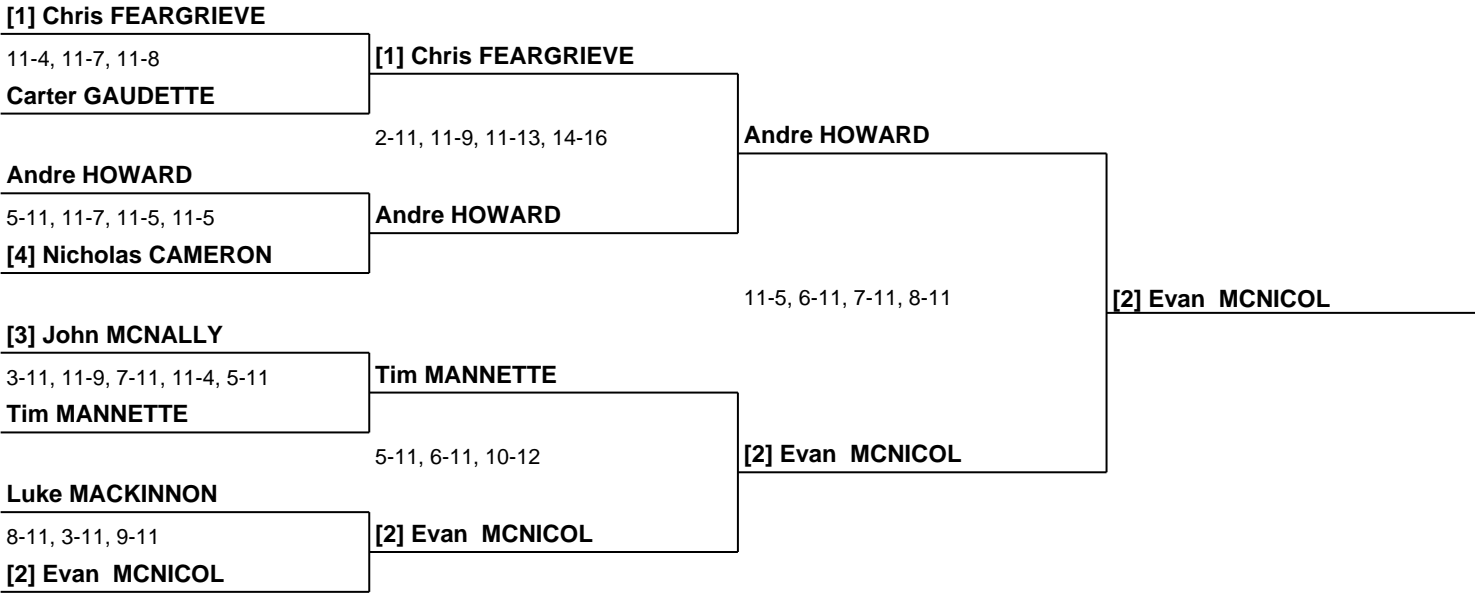 [1] Chris FEARGRIEVE
11-4, 11-7, 11-8
[1] Chris FEARGRIEVE
Carter GAUDETTE
2-11, 11-9, 11-13, 14-16
Andre HOWARD
Andre HOWARD
5-11, 11-7, 11-5, 11-5
Andre HOWARD
[4] Nicholas CAMERON
11-5, 6-11, 7-11, 8-11
[2] Evan MCNICOL
[3] John MCNALLY
3-11, 11-9, 7-11, 11-4, 5-11
Tim MANNETTE
Tim MANNETTE
5-11, 6-11, 10-12
[2] Evan MCNICOL
Luke MACKINNON
8-11, 3-11, 9-11
[2] Evan MCNICOL
[2] Evan MCNICOL